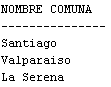 NOMBRE COMUNA
---------------
Santiago
Valparaiso
La Serena